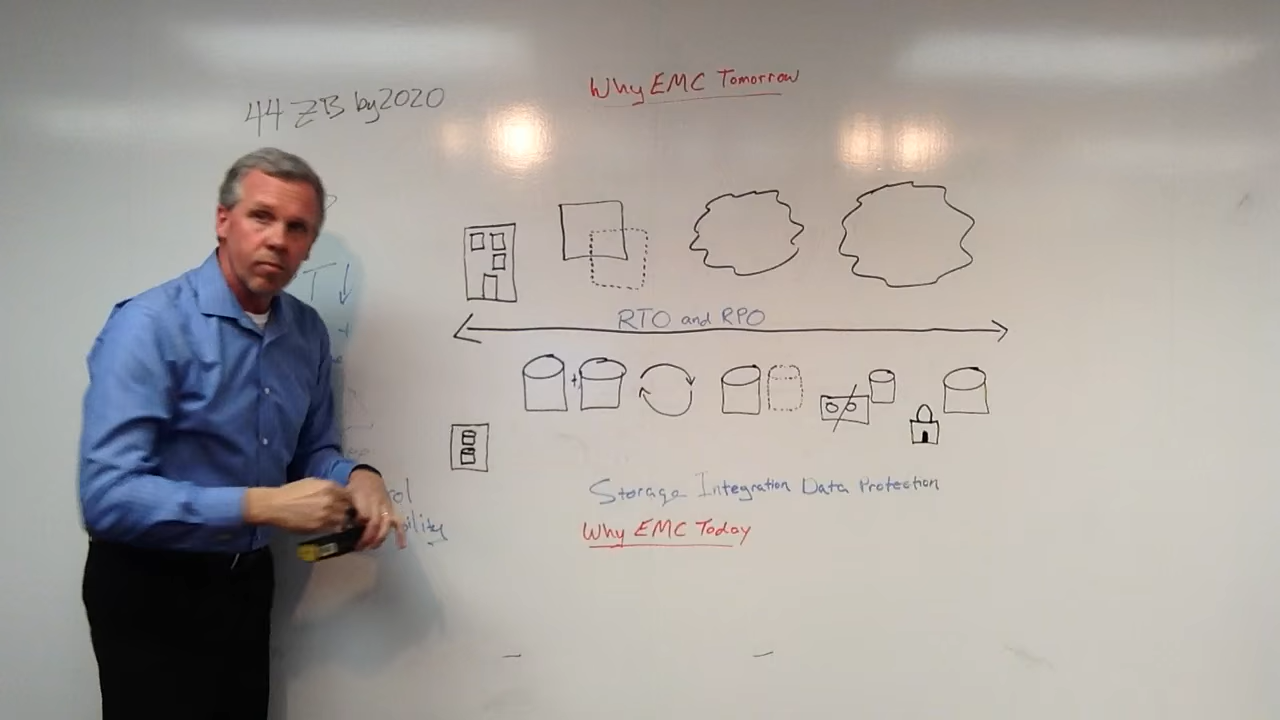 44 ZB by 2020
Why EMC Tomorrow
T
RTO and RPO
Storage Integration Data Protection
Why EMC Today